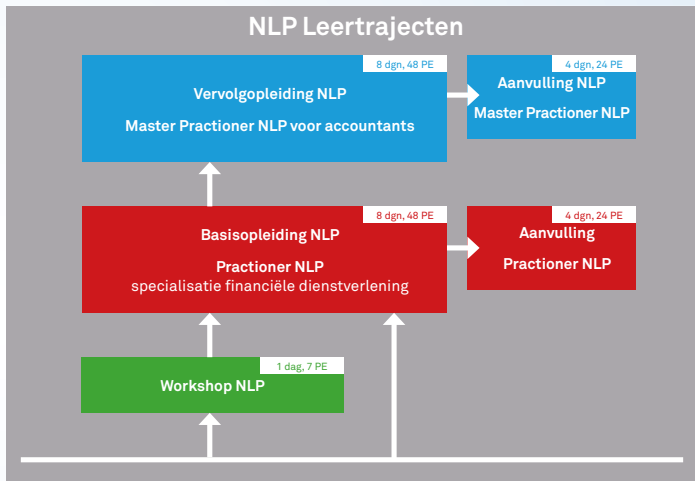 NLP Leertrajecten
8 dgn, 48 PE
Vervolgopleiding NLP
Master Practioner NLP voor accountants
4 dgn, 24 PE
Aanvulling NLP
Master Practioner NLP
8 dgn, 48 PE
Basisopleiding NLP
Practioner NLP
specialisatie financiële dienstverlening
4 dgn, 24 PE
Aanvulling
Practioner NLP
1 dag, 7 PE
Workshop NLP